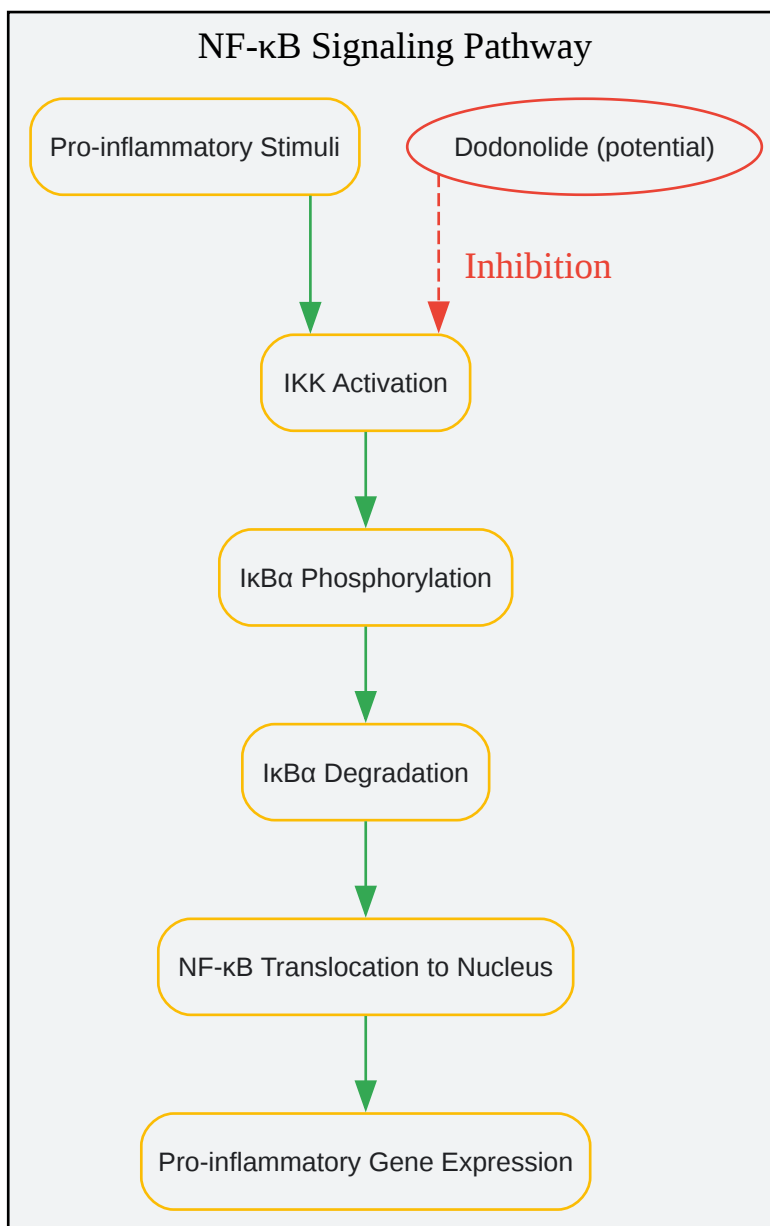 NF-κB Signaling Pathway
Pro-inflammatory Stimuli
Dodonolide (potential)
Inhibition
IKK Activation
IκBα Phosphorylation
IκBα Degradation
NF-κB Translocation to Nucleus
Pro-inflammatory Gene Expression